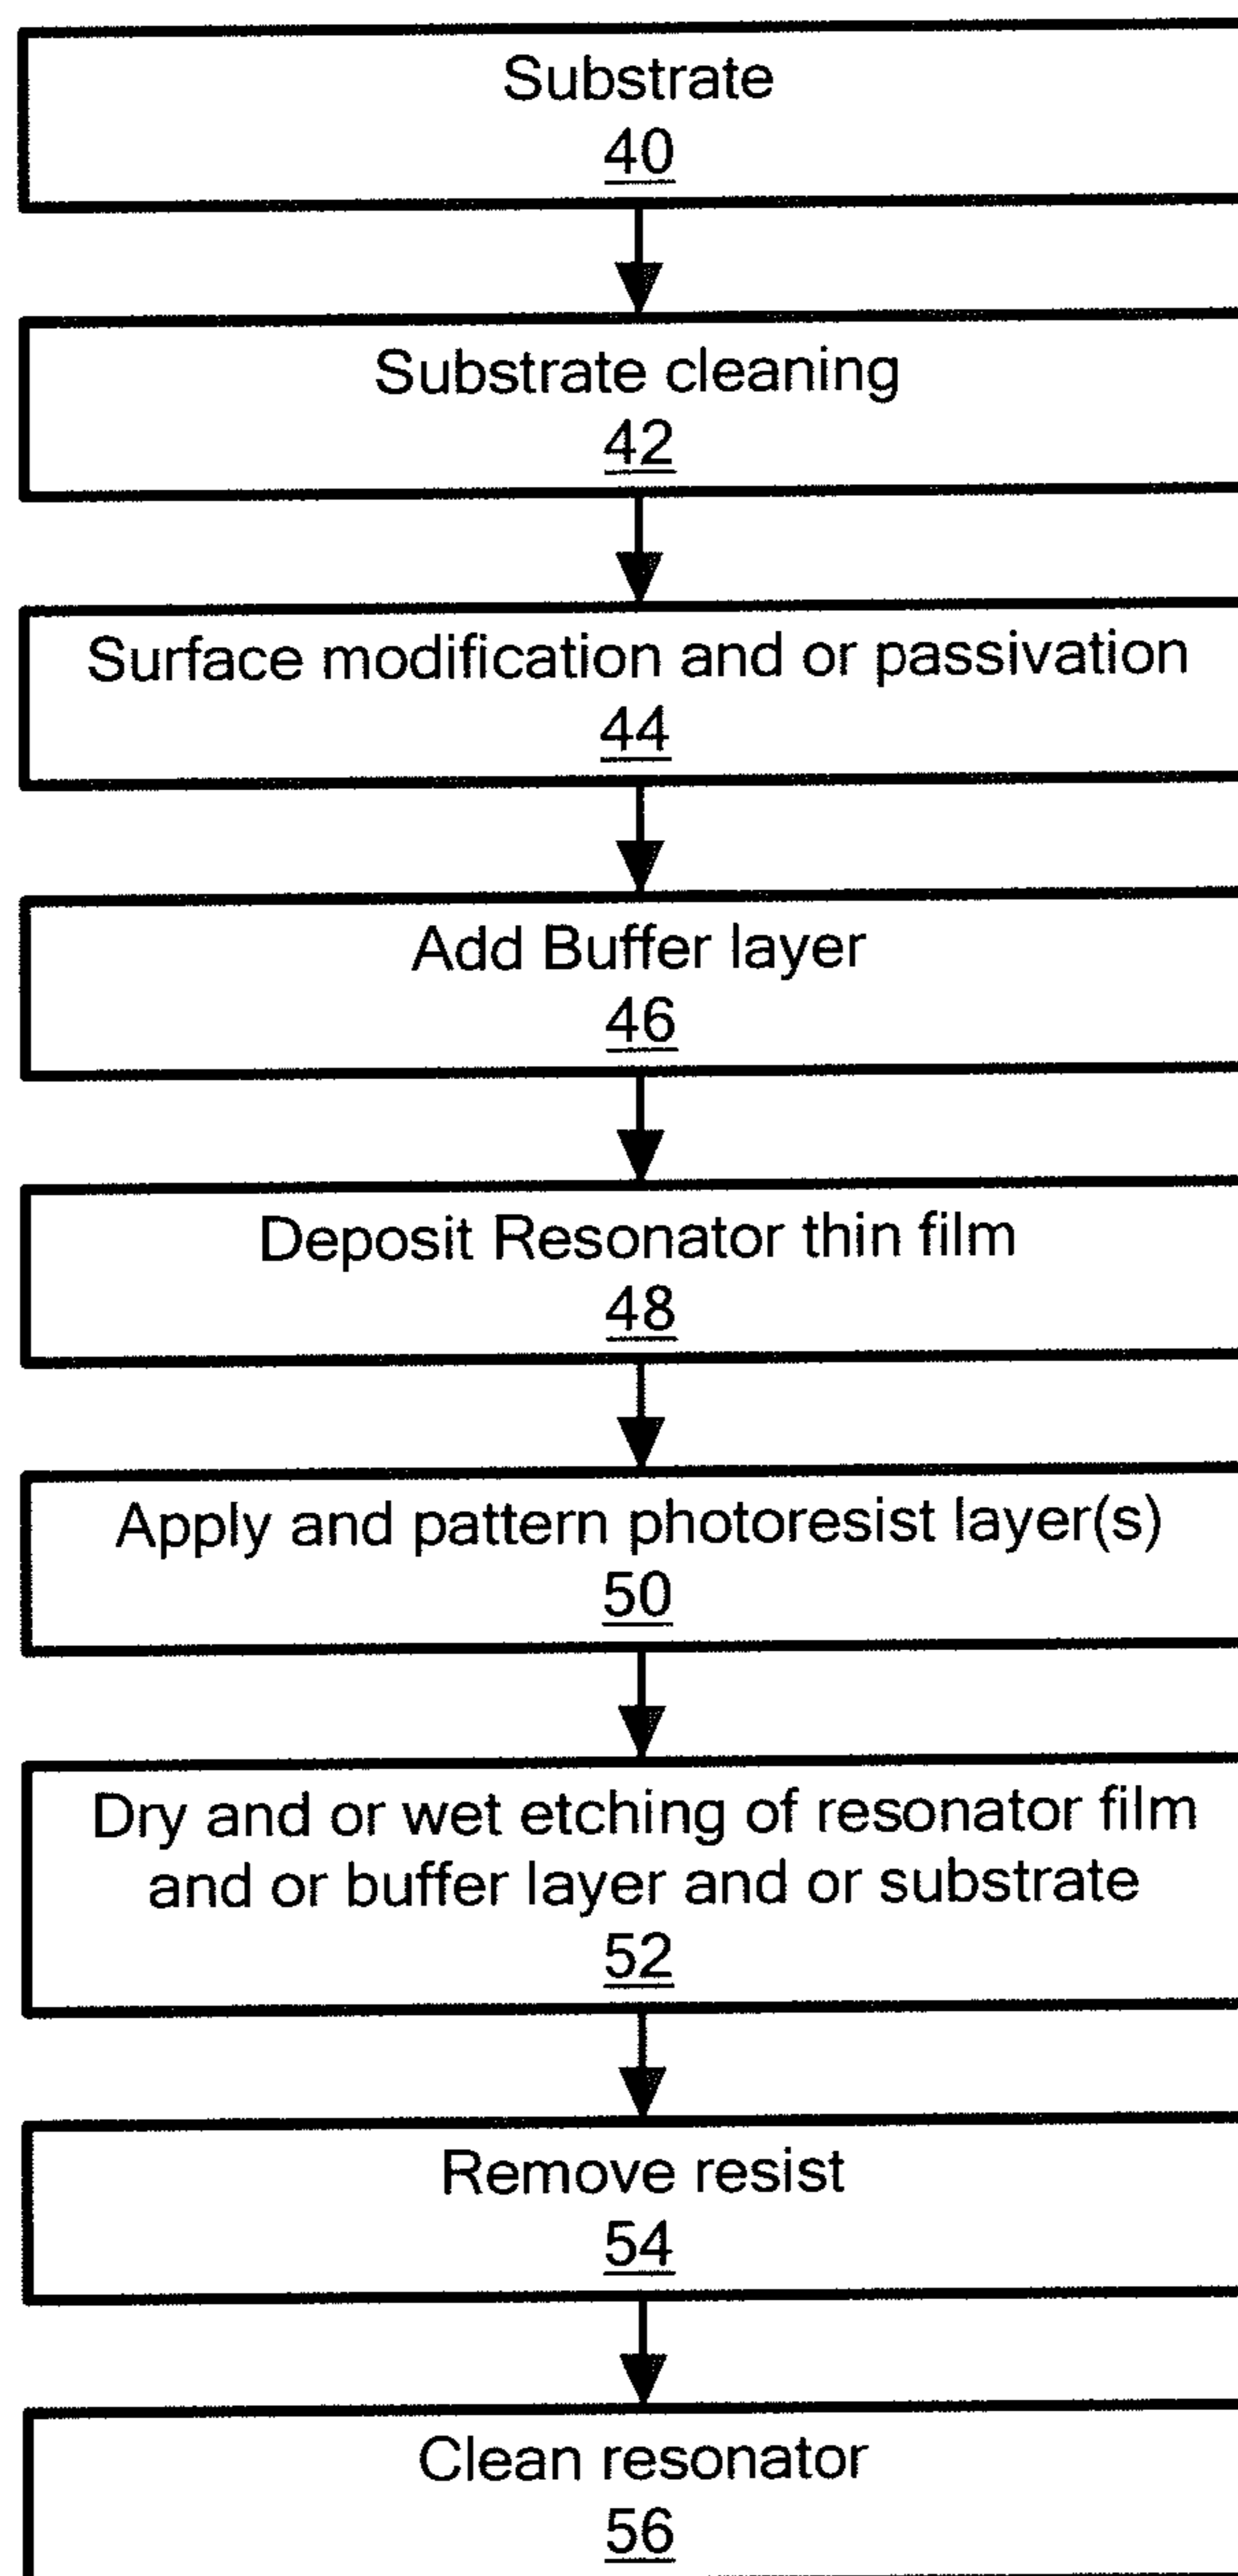 Substrate
40
Substrate cleaning
42
Surface modification and or passivation
44
Add Buffer layer
46
Deposit Resonator thin film
48
Apply and pattern photoresist layer(s)
50
Dry and or wet etching of resonator film
and or buffer layer and or substrate
52
Remove resist
54
Clean resonator
56